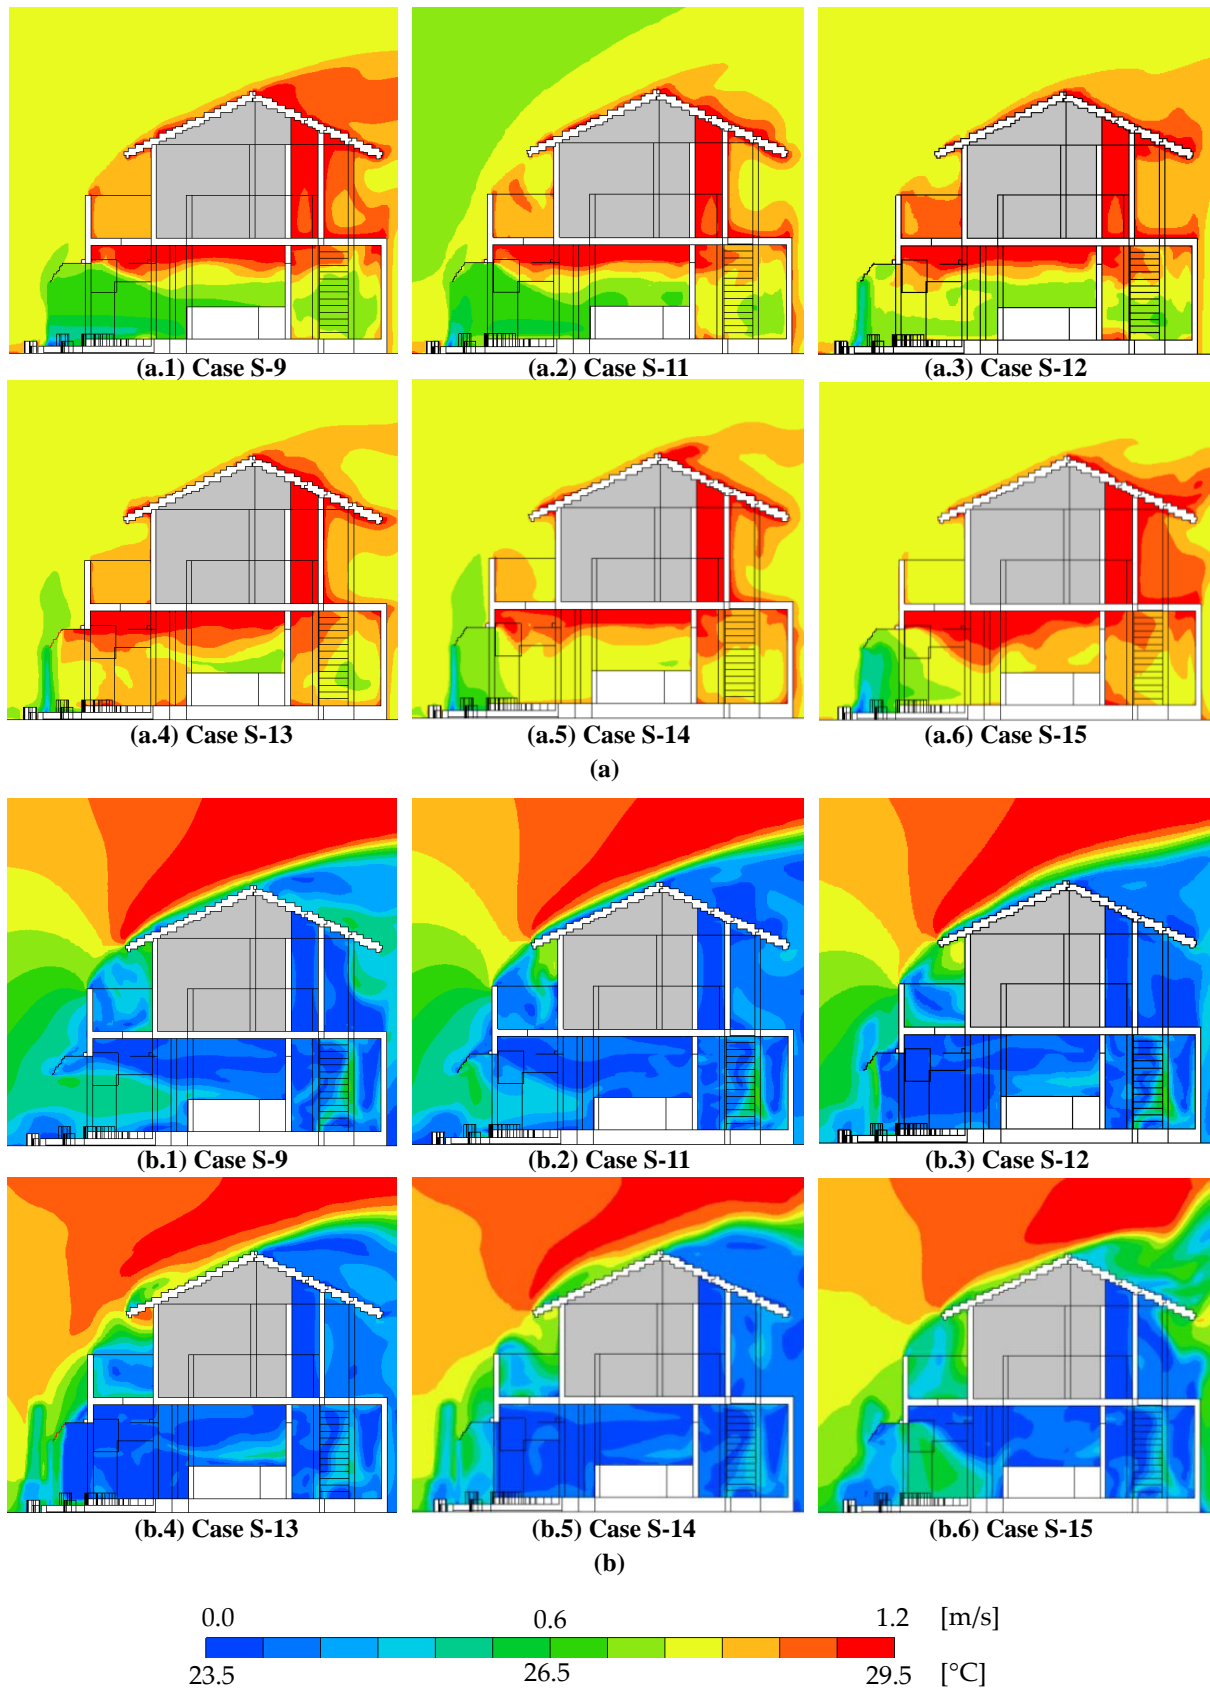 (a.1) Case S-9 (a.2) Case S-11 (a.3) Case S-12
(a.4) Case S-13 (a.5) Case S-14 (a.6) Case S-15
(a)
(b.1) Case S-9 (b.2) Case S-11 (b.3) Case S-12
(b.4) Case S-13 (b.5) Case S-14 (b.6) Case S-15
(b)
0.0 0.6 1.2 [m/s]
23.5 26.5 29.5 [°C]